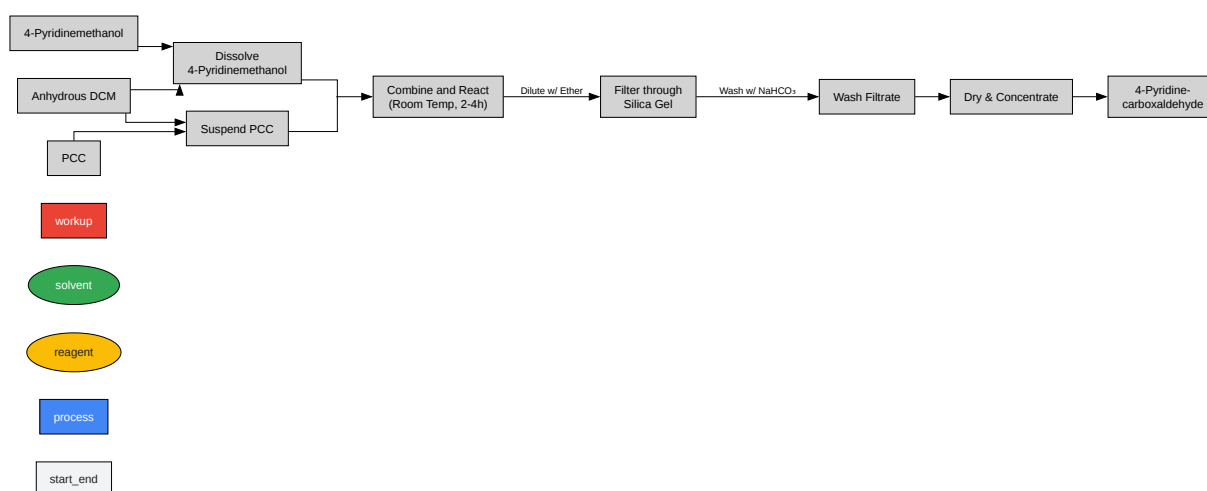 4-Pyridinemethanol
Anhydrous DCM
PCC
Dissolve
4-Pyridinemethanol
Suspend PCC
Combine and React
(Room Temp, 2-4h)
Dilute w/ Ether
Filter through
Silica Gel
Wash w/ NaHCO₃
Wash Filtrate
Dry & Concentrate
4-Pyridine-
carboxaldehyde
workup
solvent
reagent
process
start_end